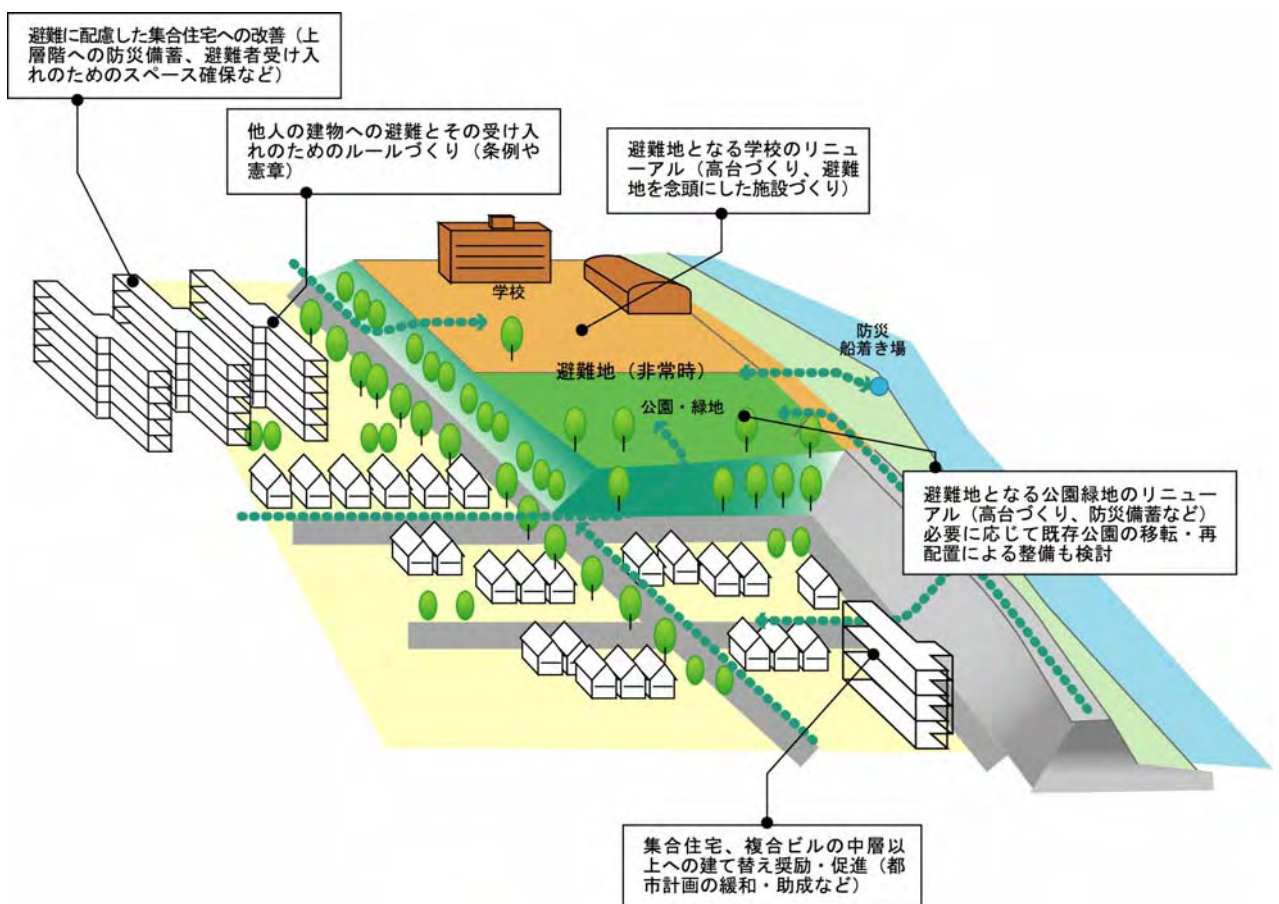 避難に配慮した集合住宅への改善（上
層階への防災備蓄、避難者受け入
れのためのスペース確保など）
他人の建物への避難とその受け入
れのためのルールづくり（条例や
憲章）
避難地となる学校のリニュ
ーアル（高台づくり、避難
地を念頭にした施設づくり）
学校
防災
船着き場
避難地（非常時）
公園・緑地
避難地となる公園緑地のリニュー
アル（高台づくり、防災備蓄など）
必要に応じて既存公園の移転・再
配置による整備も検討
集合住宅、複合ビルの中層以
上への建て替え奨励・促進（都
市計画の緩和・助成など）